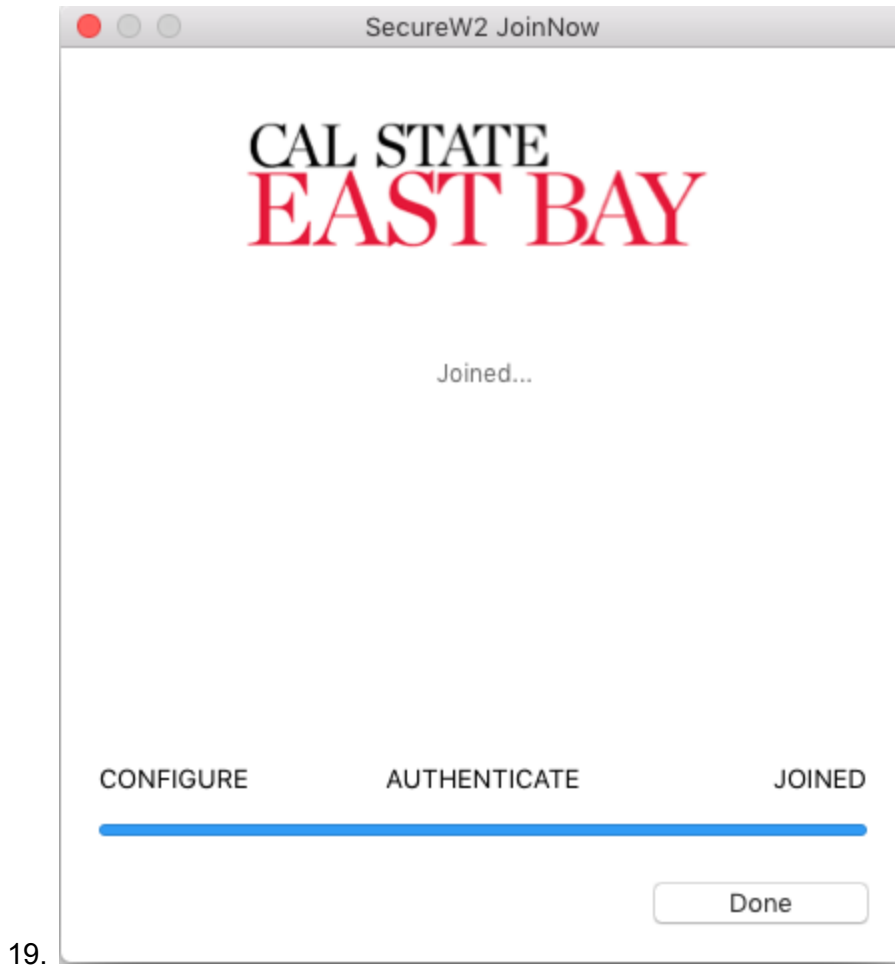 SecureW2 JoinNow
CAL STATE
EAST BAY
Joined...
CONFIGURE AUTHENTICATE JOINED
Done
19.